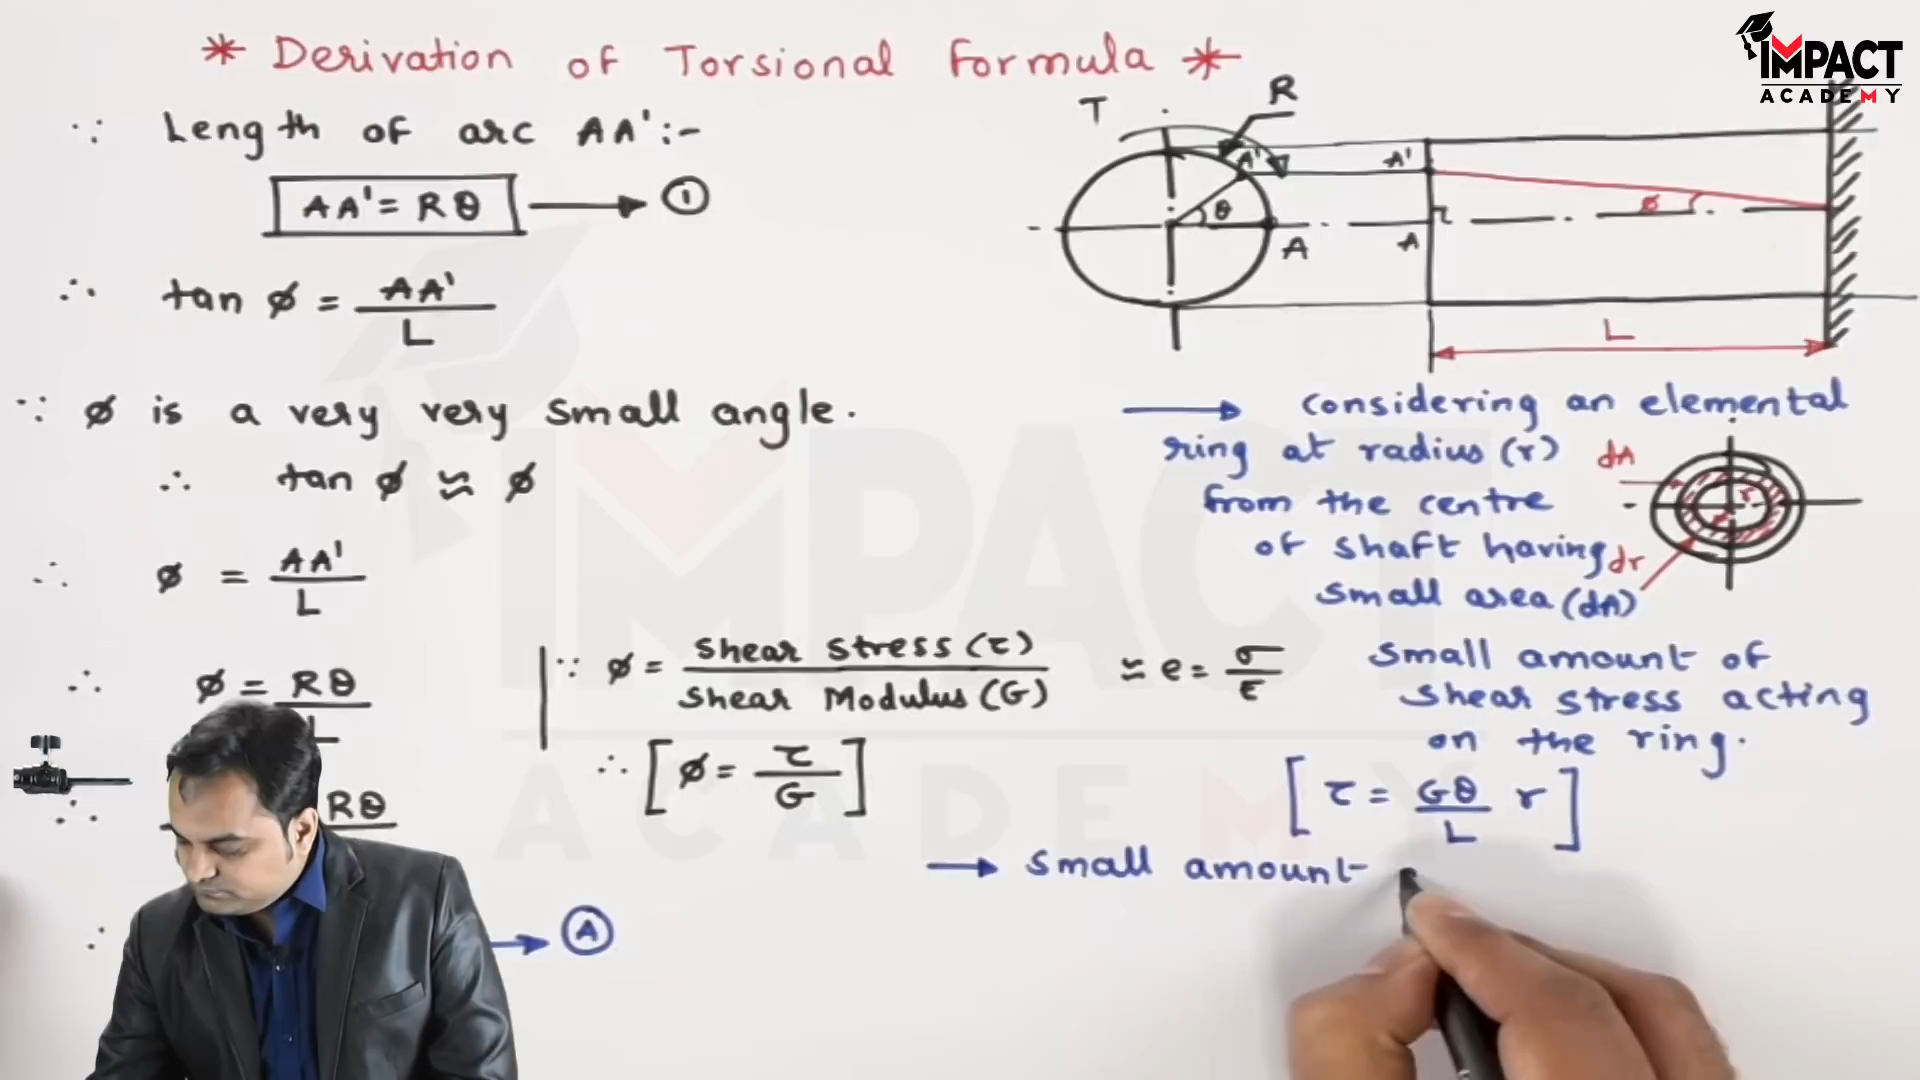 * Derivation of Torsional formula *
IMPACT
ACADEMY
∵ Length of arc AA':-
AA' = Rθ → ①
∴ tan ϕ = AA'/L
∵ ϕ is a very very small angle.
∴ tan ϕ ≈ ϕ
∴ ϕ = AA'/L
∴ ϕ = Rθ
∵ ϕ = Shear stress (τ)/Shear Modulus (G) ≈ e = σ/E
∴ [ϕ = τ/G]
∴ Rθ
∴ → Ⓐ
T
R
A'
θ
A
A'
A
ϕ
L
→ considering an elemental
ring at radius (r)
from the centre
of shaft having
small area (dA)
dA
r
dr
small amount of
shear stress acting
on the ring.
[τ = Gθ/L r]
→ small amount
IMPACT
ACADEMY